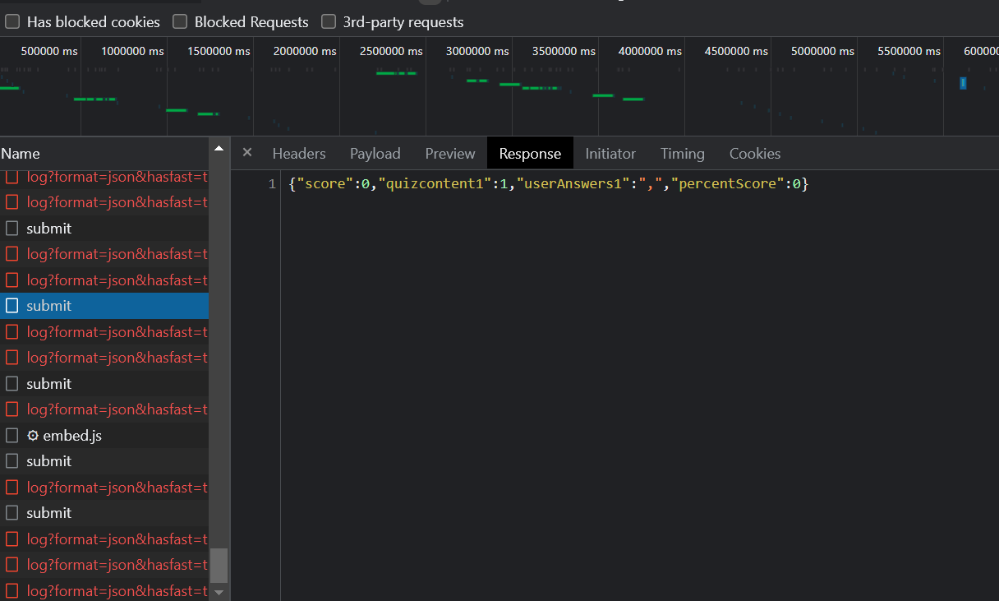 Has blocked cookies Blocked Requests 3rd-party requests
500000 ms 1000000 ms 1500000 ms 2000000 ms 2500000 ms 3000000 ms 3500000 ms 4000000 ms 4500000 ms 5000000 ms 5500000 ms 600000
Name
× Headers Payload Preview Response Initiator Timing Cookies
1 {"score":0,"quizcontent1":1,"userAnswers1":",","percentScore":0}
log?format=json&hasfast=t
log?format=json&hasfast=t
submit
log?format=json&hasfast=t
log?format=json&hasfast=t
submit
log?format=json&hasfast=t
log?format=json&hasfast=t
submit
log?format=json&hasfast=t
embed.js
submit
log?format=json&hasfast=t
submit
log?format=json&hasfast=t
log?format=json&hasfast=t
log?format=json&hasfast=t